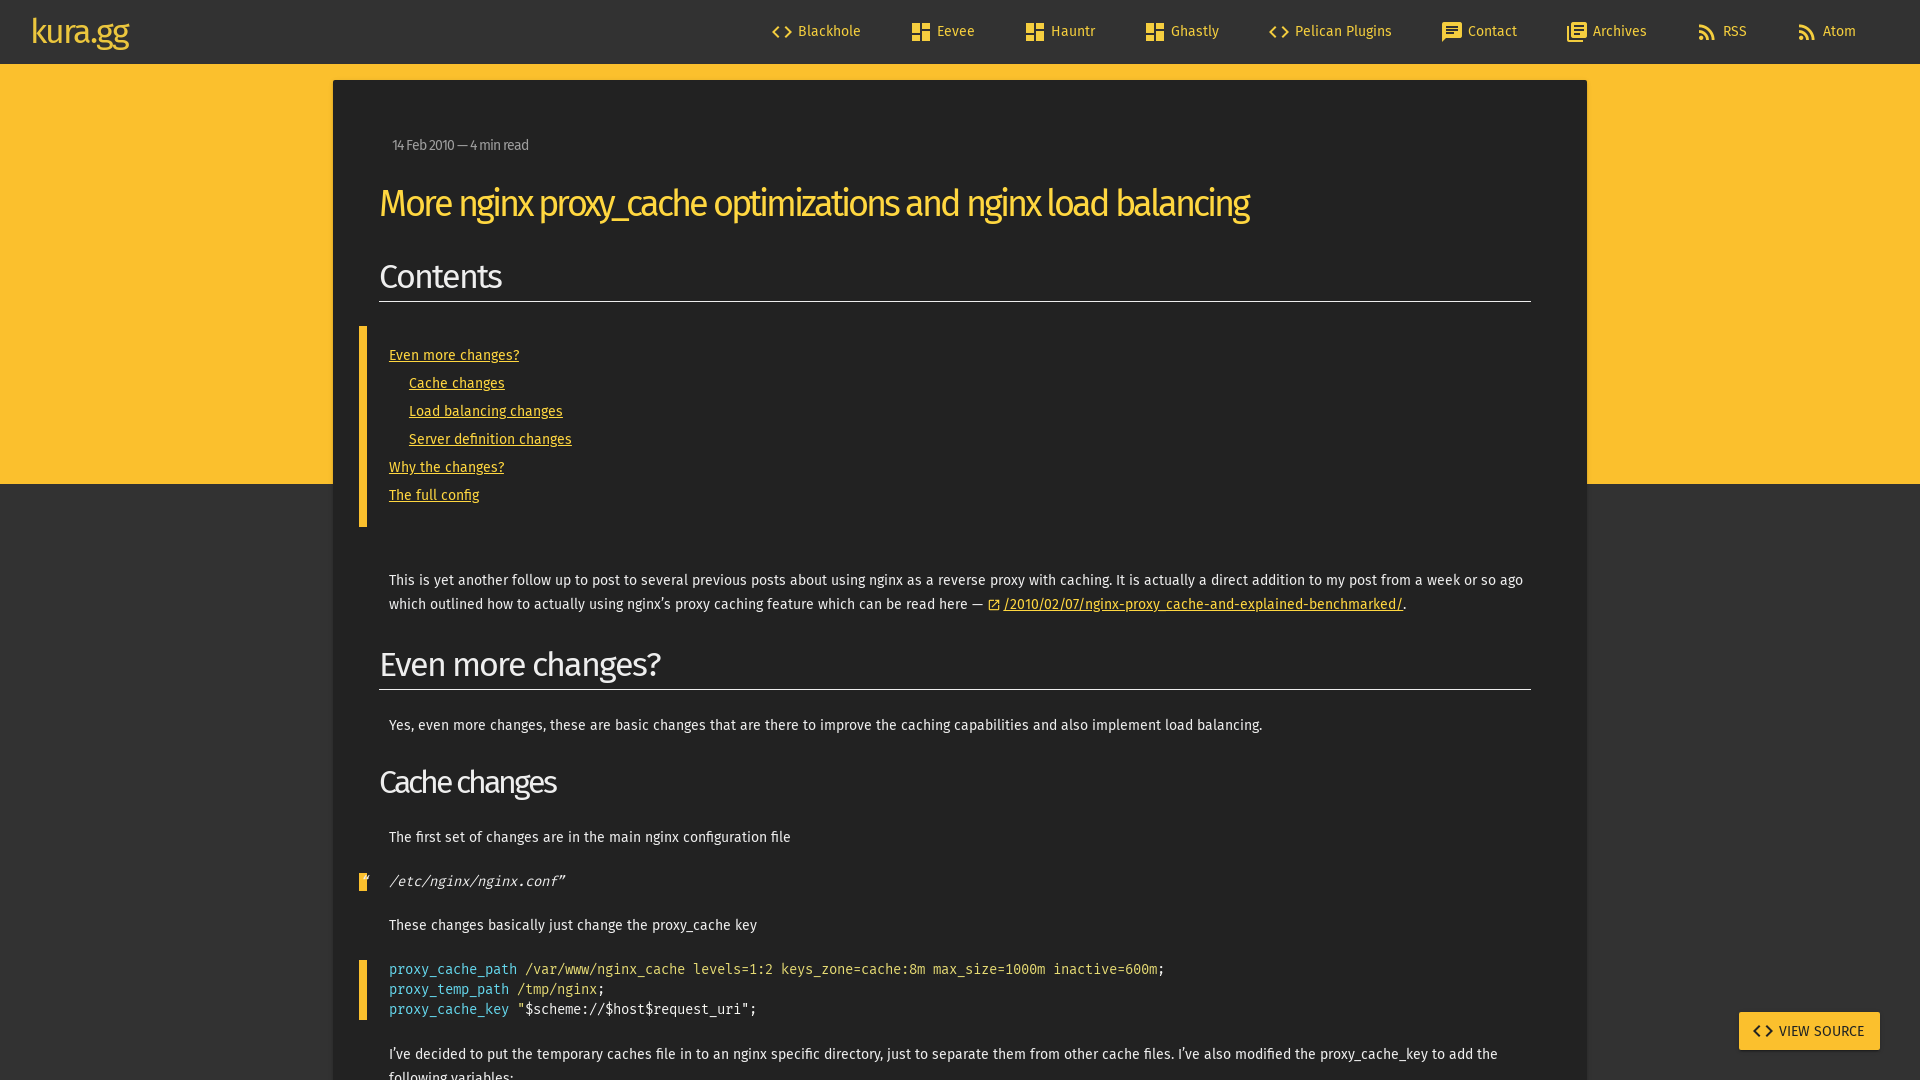 kura.gg
Blackhole
Eevee
Hauntr
Ghastly
Pelican Plugins
Contact
Archives
RSS
Atom
14 Feb 2010 — 4 min read
More nginx proxy_cache optimizations and nginx load balancing
Contents
Even more changes?
Cache changes
Load balancing changes
Server definition changes
Why the changes?
The full config
This is yet another follow up to post to several previous posts about using nginx as a reverse proxy with caching. It is actually a direct addition to my post from a week or so ago
which outlined how to actually using nginx’s proxy caching feature which can be read here — /2010/02/07/nginx-proxy_cache-and-explained-benchmarked/.
Even more changes?
Yes, even more changes, these are basic changes that are there to improve the caching capabilities and also implement load balancing.
Cache changes
The first set of changes are in the main nginx configuration file
“ /etc/nginx/nginx.conf”
These changes basically just change the proxy_cache key
proxy_cache_path /var/www/nginx_cache levels=1:2 keys_zone=cache:8m max_size=1000m inactive=600m;
proxy_temp_path /tmp/nginx;
proxy_cache_key "$scheme://$host$request_uri";
I’ve decided to put the temporary caches file in to an nginx specific directory, just to separate them from other cache files. I’ve also modified the proxy_cache_key to add the
following variables:
VIEW SOURCE